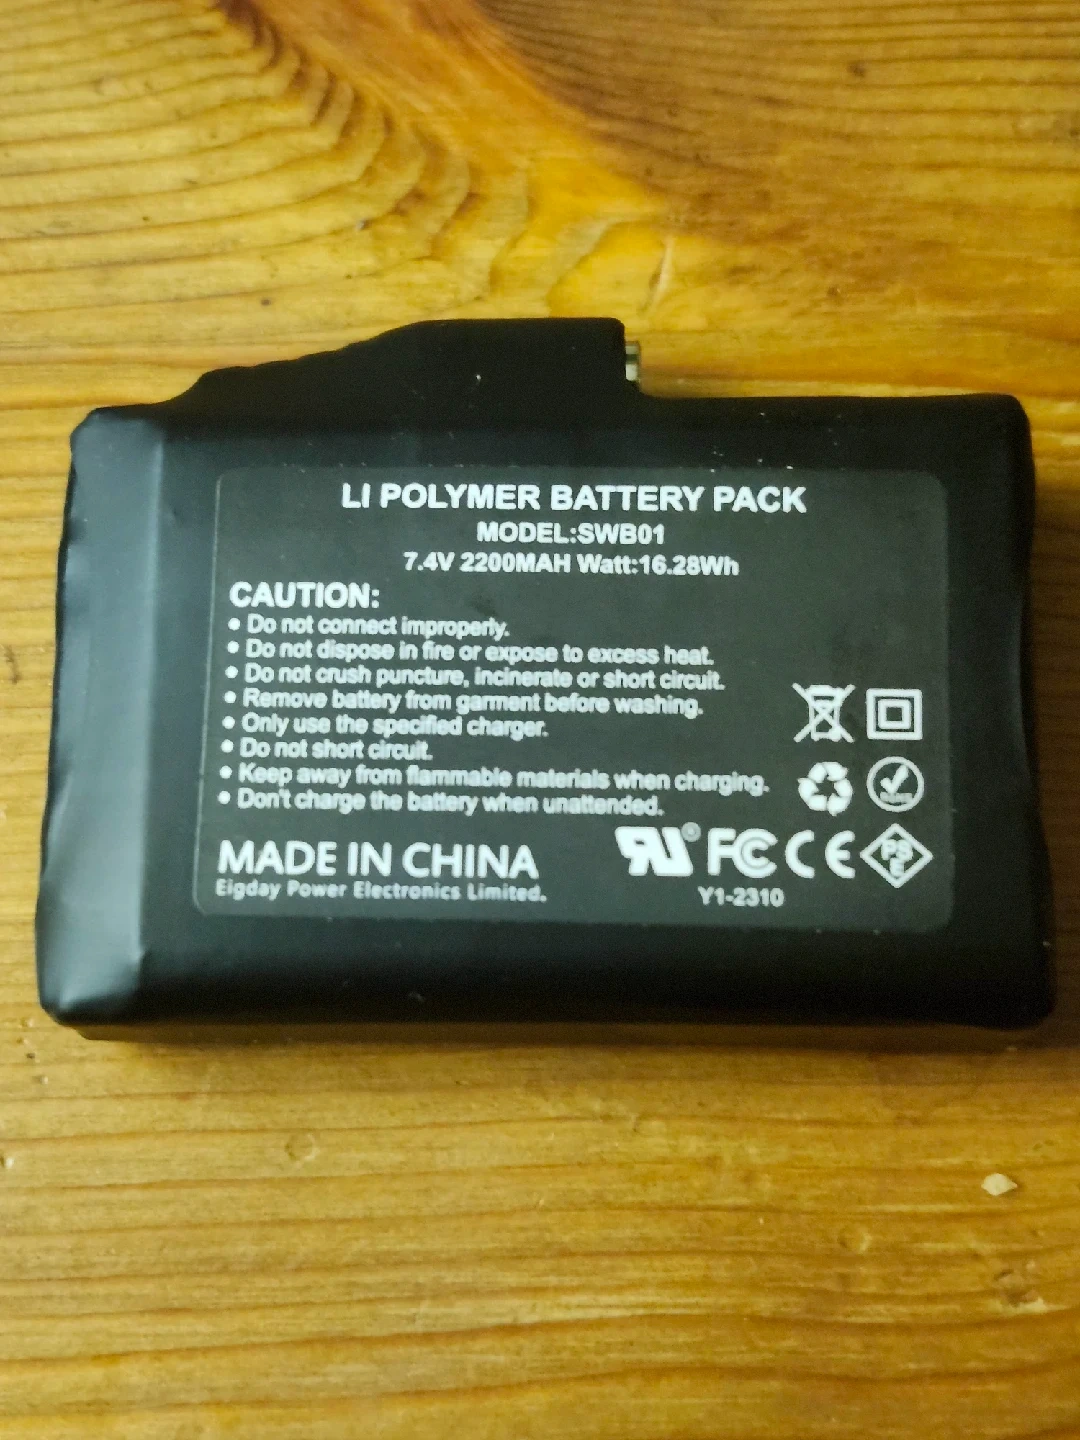 LI POLYMER BATTERY PACK
MODEL:SWB01
7.4V 2200MAH Watt:16.28Wh
CAUTION:
• Do not connect improperly.
• Do not dispose in fire or expose to excess heat.
• Do not crush puncture, incinerate or short circuit.
• Remove battery from garment before washing.
• Only use the specified charger.
• Do not short circuit.
• Keep away from flammable materials when charging.
• Don't charge the battery when unattended.
MADE IN CHINA
Eigday Power Electronics Limited.
RU® FC CE PSE
Y1-2310